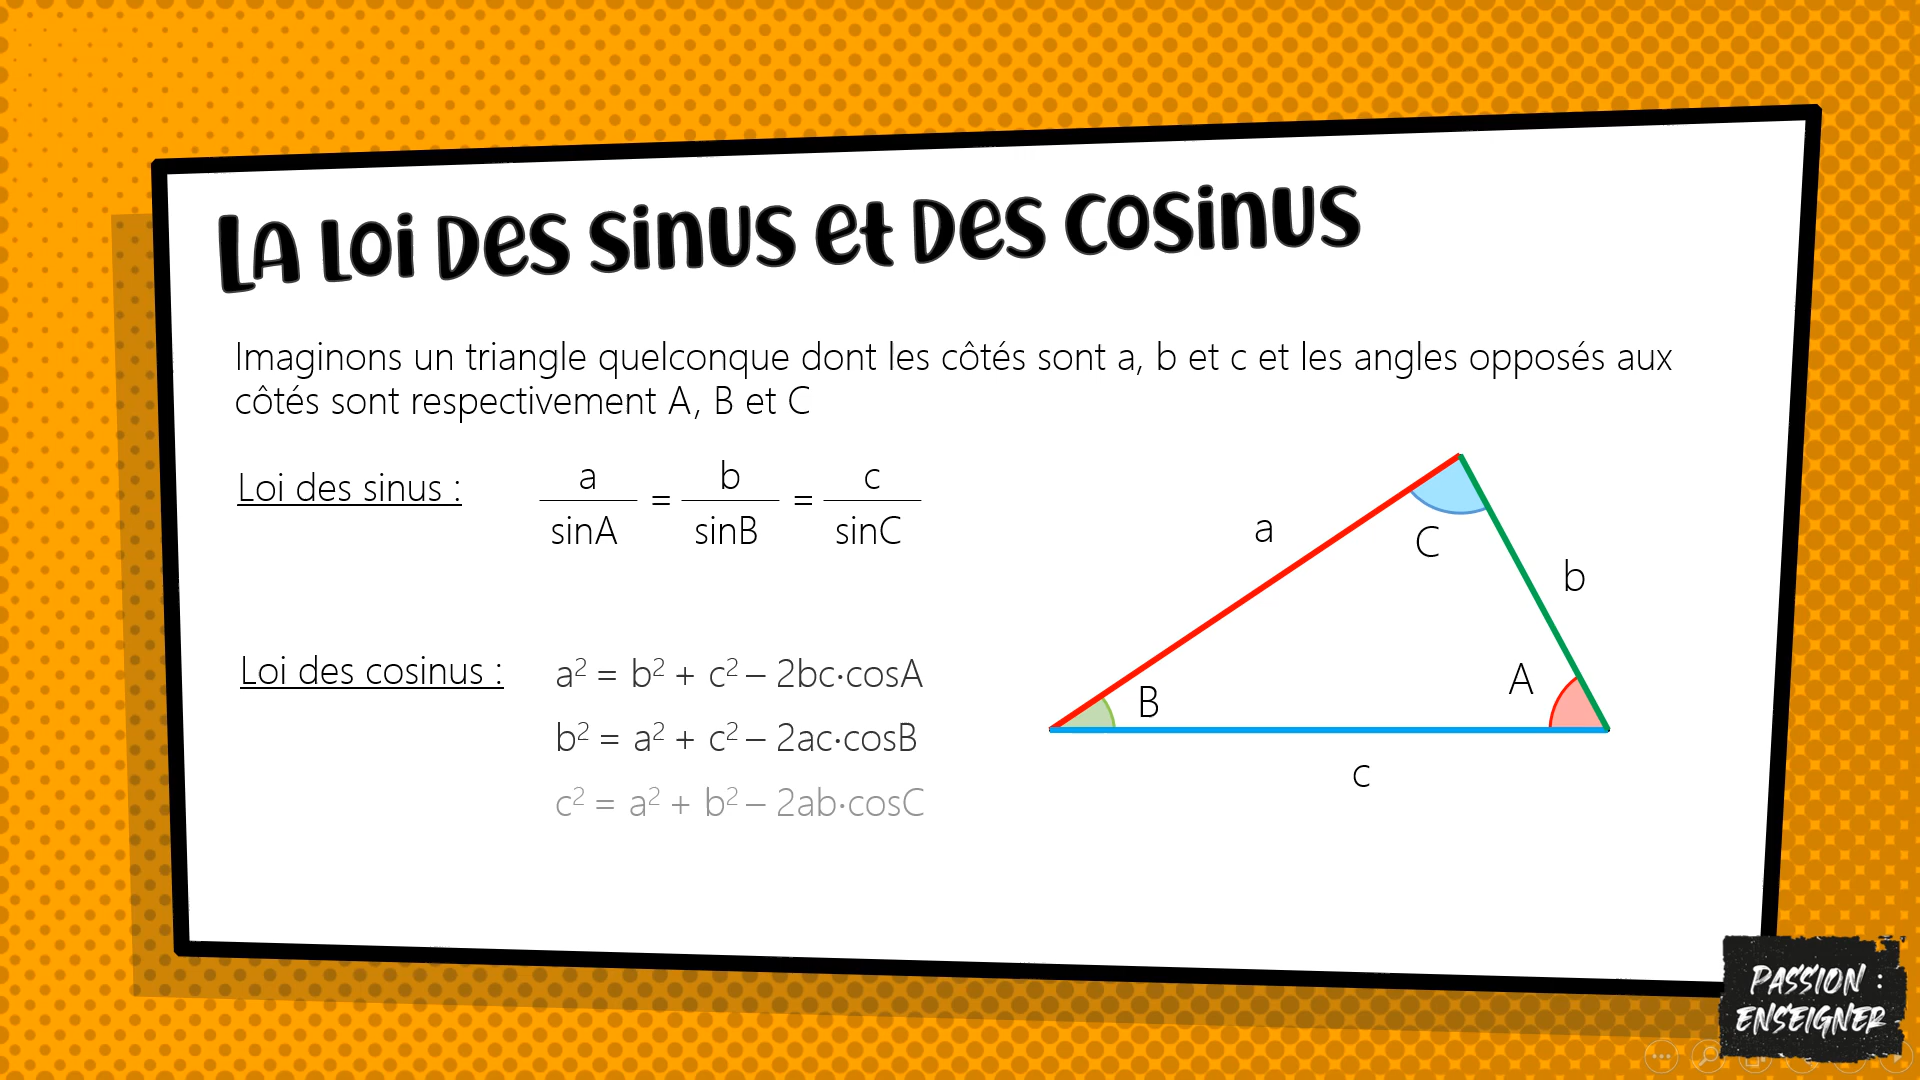 LA Loi Des sinus et Des cosinus
Imaginons un triangle quelconque dont les côtés sont a, b et c et les angles opposés aux
côtés sont respectivement A, B et C
Loi des sinus :
a/sinA = b/sinB = c/sinC
Loi des cosinus :
a² = b² + c² – 2bc·cosA
b² = a² + c² – 2ac·cosB
c² = a² + b² – 2ab·cosC
a
C
b
B
A
c
PASSION :
ENSEIGNER